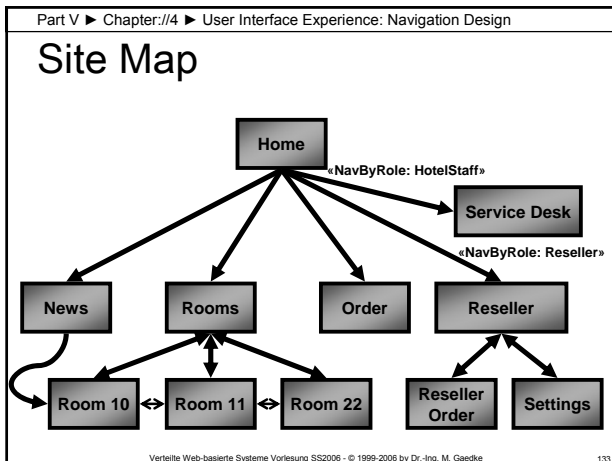 Part V ► Chapter://4 ► User Interface Experience: Navigation Design
Site Map
Home
«NavByRole: HotelStaff»
Service Desk
«NavByRole: Reseller»
News
Rooms
Order
Reseller
Room 10
Room 11
Room 22
Reseller
Order
Settings
Verteilte Web-basierte Systeme Vorlesung SS2006 - © 1999-2006 by Dr.-Ing. M. Gaedke
133